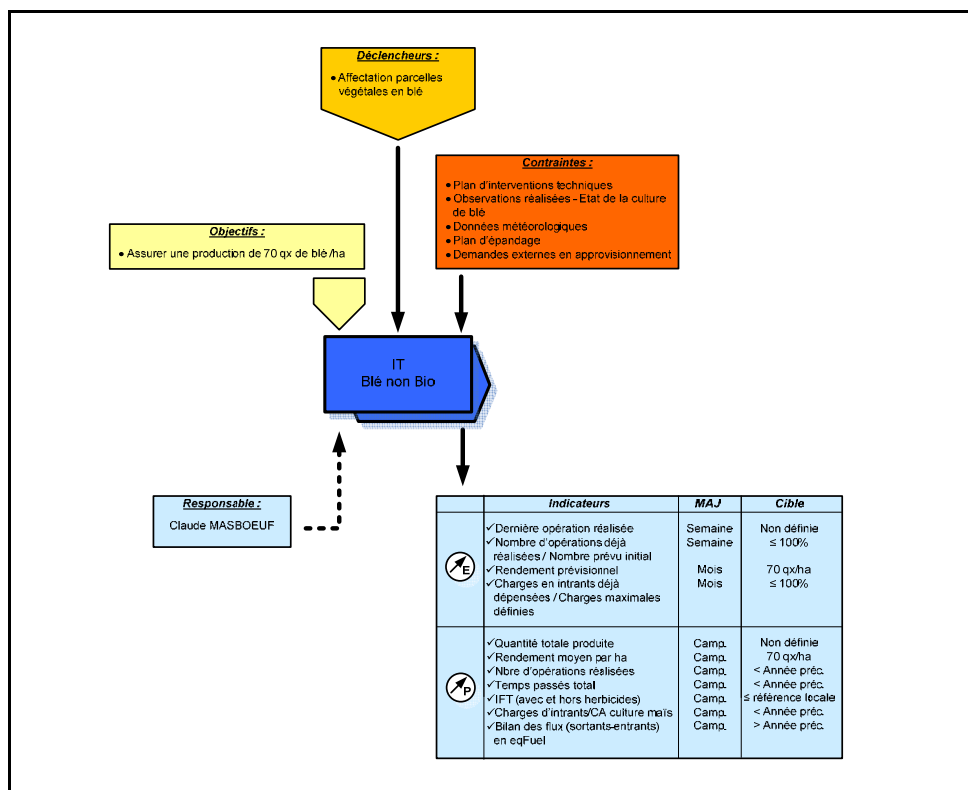 Déclencheurs :
• Affectation parcelles
végétales en blé
Contraintes :
• Plan d'interventions techniques
• Observations réalisées – Etat de la culture
de blé
• Données météorologiques
• Plan d'épandage
• Demandes externes en approvisionnement
Objectifs :
• Assurer une production de 70 qx de blé /ha
IT
Blé non Bio
Responsable :
Claude MASBOEUF
Indicateurs MAJ Cible
E
✓Dernière opération réalisée Semaine Non définie
✓Nombre d'opérations déjà Semaine ≤ 100%
réalisées / Nombre prévu initial
✓Rendement prévisionnel Mois 70 qx/ha
✓Charges en intrants déjà Mois ≤ 100%
dépensées / Charges maximales
définies
P
✓Quantité totale produite Camp. Non définie
✓Rendement moyen par ha Camp. 70 qx/ha
✓Nbre d'opérations réalisées Camp. < Année préc.
✓Temps passés total Camp. < Année préc.
✓IFT (avec et hors herbicides) Camp. ≤ référence locale
✓Charges d'intrants/CA culture maïs Camp. < Année préc.
✓Bilan des flux (sortants-entrants) Camp. > Année préc.
en eqFuel